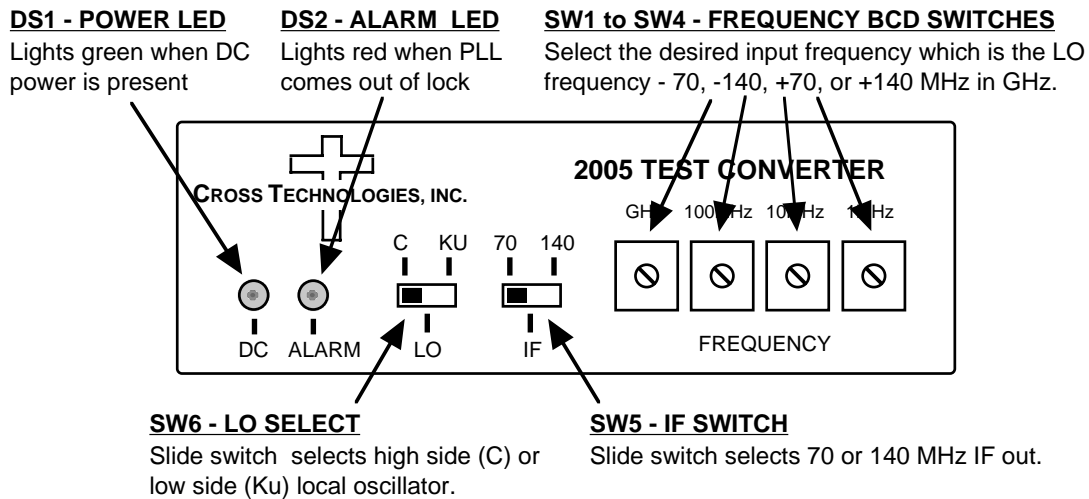 DS1 - POWER LED
Lights green when DC
power is present
DS2 - ALARM LED
Lights red when PLL
comes out of lock
SW1 to SW4 - FREQUENCY BCD SWITCHES
Select the desired input frequency which is the LO
frequency - 70, -140, +70, or +140 MHz in GHz.
CROSS TECHNOLOGIES, INC.
2005 TEST CONVERTER
C KU 70 140
DC ALARM LO IF FREQUENCY
SW6 - LO SELECT
Slide switch selects high side (C) or
low side (Ku) local oscillator.
SW5 - IF SWITCH
Slide switch selects 70 or 140 MHz IF out.